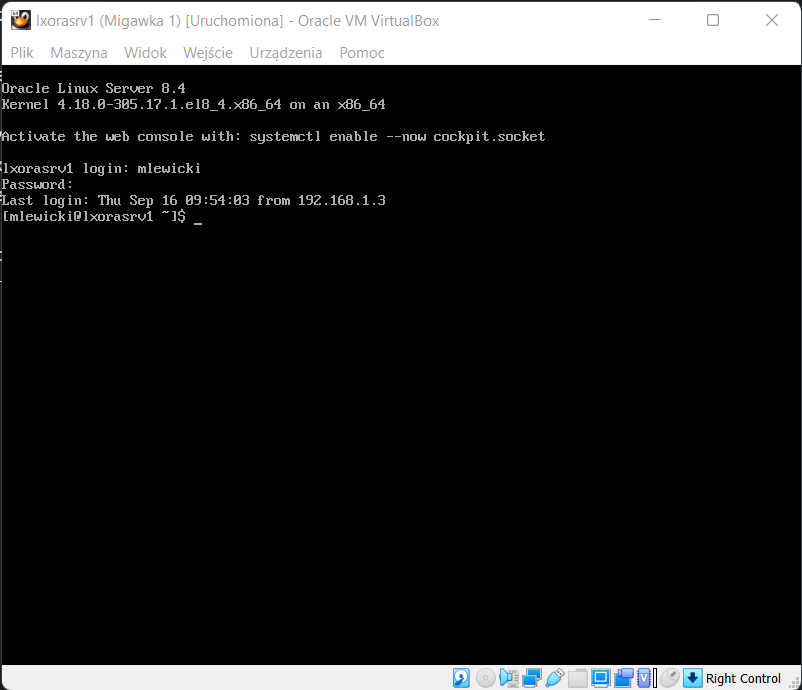 lxorasrv1 (Migawka 1) [Uruchomiona] - Oracle VM VirtualBox
Plik Maszyna Widok Wejście Urządzenia Pomoc
Oracle Linux Server 8.4
Kernel 4.18.0-305.17.1.el8_4.x86_64 on an x86_64
Activate the web console with: systemctl enable --now cockpit.socket
lxorasrv1 login: mlewicki
Password:
Last login: Thu Sep 16 09:54:03 from 192.168.1.3
[mlewicki@lxorasrv1 ~]$ _
Right Control